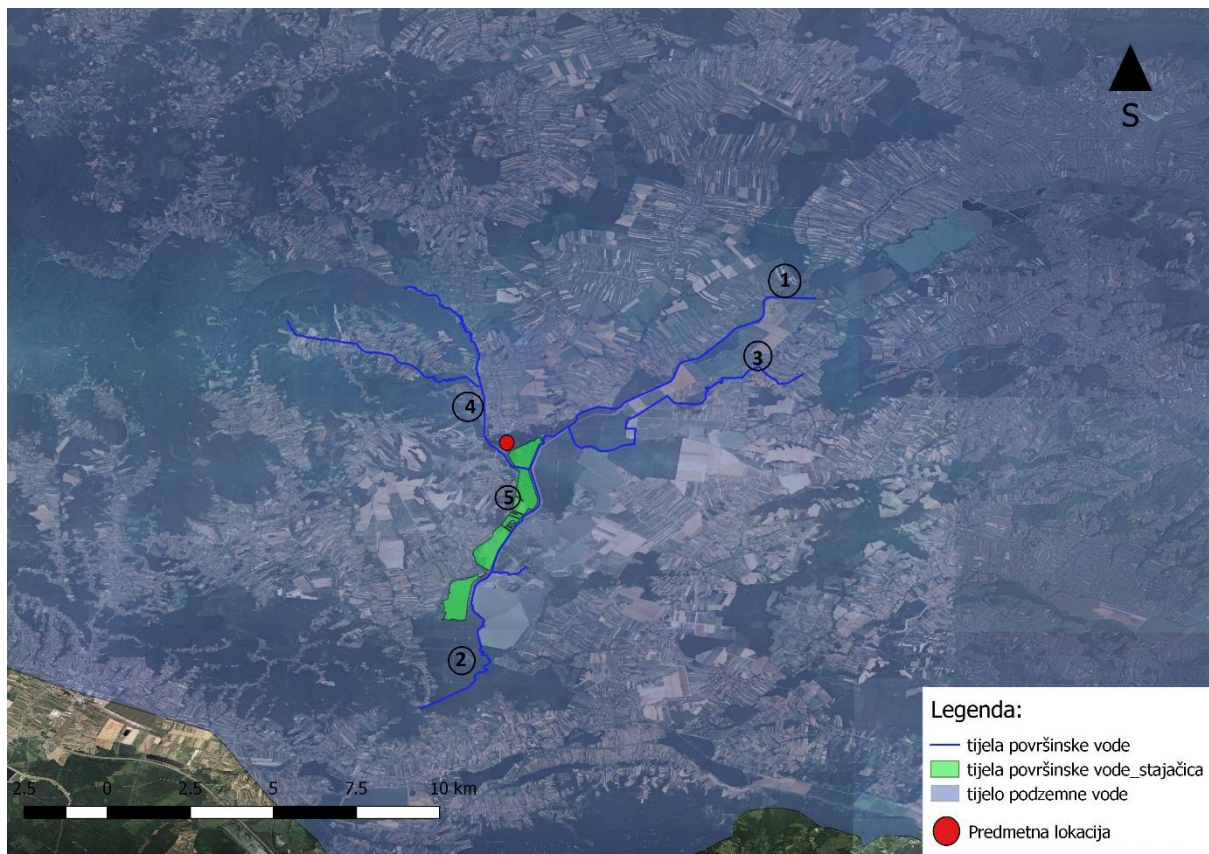 S
1
3
4
5
2
2.5 0 2.5 5 7.5 10 km
Legenda:
tijela površinske vode
tijela površinske vode_stajačica
tijelo podzemne vode
Predmetna lokacija